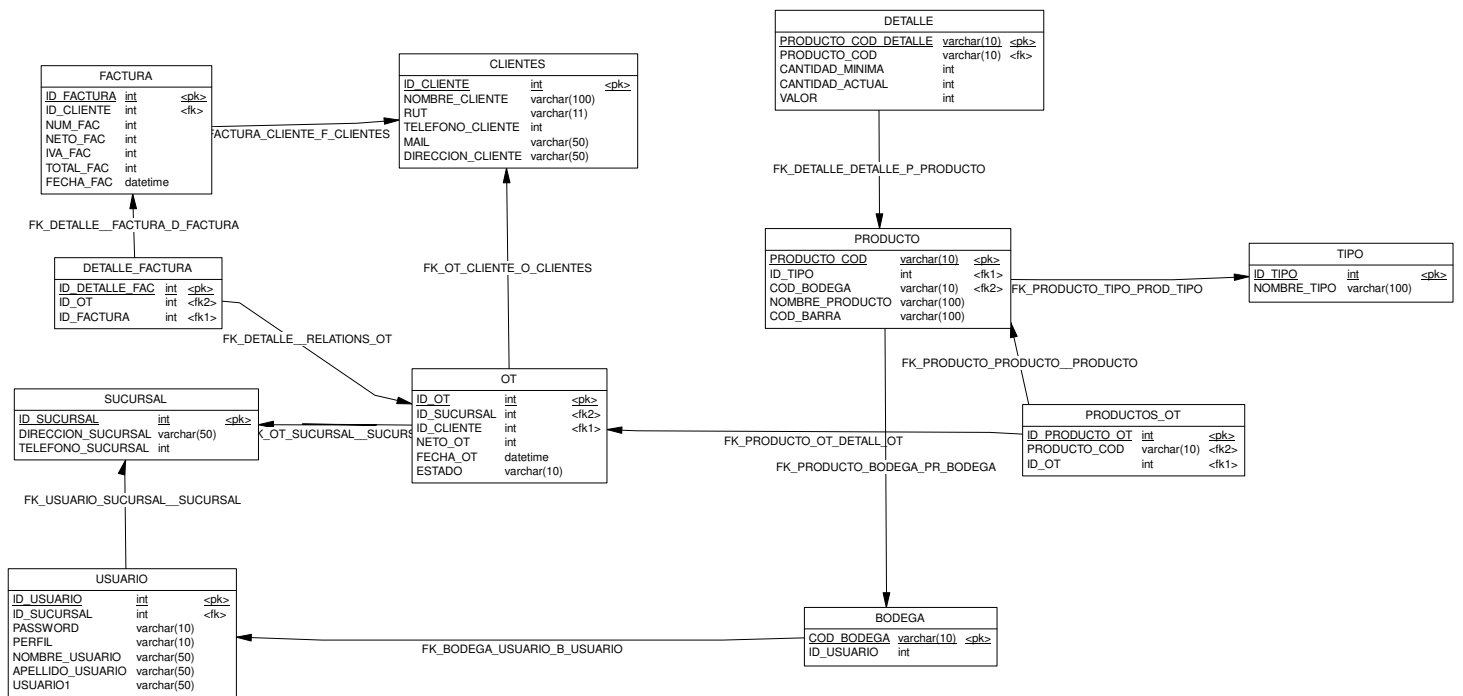 DETALLE
PRODUCTO_COD_DETALLE varchar(10) <pk>
PRODUCTO_COD varchar(10) <fk>
CANTIDAD_MINIMA int
CANTIDAD_ACTUAL int
VALOR int
CLIENTES
ID_CLIENTE int <pk>
NOMBRE_CLIENTE varchar(100)
RUT varchar(11)
TELEFONO_CLIENTE int
MAIL varchar(50)
DIRECCION_CLIENTE varchar(50)
FACTURA
ID_FACTURA int <pk>
ID_CLIENTE int <fk>
NUM_FAC int
NETO_FAC int
IVA_FAC int
TOTAL_FAC int
FECHA_FAC datetime
FACTURA_CLIENTE_F_CLIENTES
FK_DETALLE_DETALLE_P_PRODUCTO
FK_DETALLE__FACTURA_D_FACTURA
DETALLE_FACTURA
ID_DETALLE_FAC int <pk>
ID_OT int <fk2>
ID_FACTURA int <fk1>
FK_OT_CLIENTE_O_CLIENTES
PRODUCTO
PRODUCTO_COD varchar(10) <pk>
ID_TIPO int <fk1>
COD_BODEGA varchar(10) <fk2>
NOMBRE_PRODUCTO varchar(100)
COD_BARRA varchar(100)
TIPO
ID_TIPO int <pk>
NOMBRE_TIPO varchar(100)
FK_PRODUCTO_TIPO_PROD_TIPO
FK_DETALLE__RELATIONS_OT
FK_PRODUCTO_PRODUCTO__PRODUCTO
SUCURSAL
ID_SUCURSAL int <pk>
DIRECCION_SUCURSAL varchar(50)
TELEFONO_SUCURSAL int
K_OT_SUCURSAL__SUCURS
OT
ID_OT int <pk>
ID_SUCURSAL int <fk2>
ID_CLIENTE int <fk1>
NETO_OT int
FECHA_OT datetime
ESTADO varchar(10)
PRODUCTOS_OT
ID_PRODUCTO_OT int <pk>
PRODUCTO_COD varchar(10) <fk2>
ID_OT int <fk1>
FK_PRODUCTO_OT_DETALL_OT
FK_PRODUCTO_BODEGA_PR_BODEGA
FK_USUARIO_SUCURSAL__SUCURSAL
USUARIO
ID_USUARIO int <pk>
ID_SUCURSAL int <fk>
PASSWORD varchar(10)
PERFIL varchar(10)
NOMBRE_USUARIO varchar(50)
APELLIDO_USUARIO varchar(50)
USUARIO1 varchar(50)
FK_BODEGA_USUARIO_B_USUARIO
BODEGA
COD_BODEGA varchar(10) <pk>
ID_USUARIO int